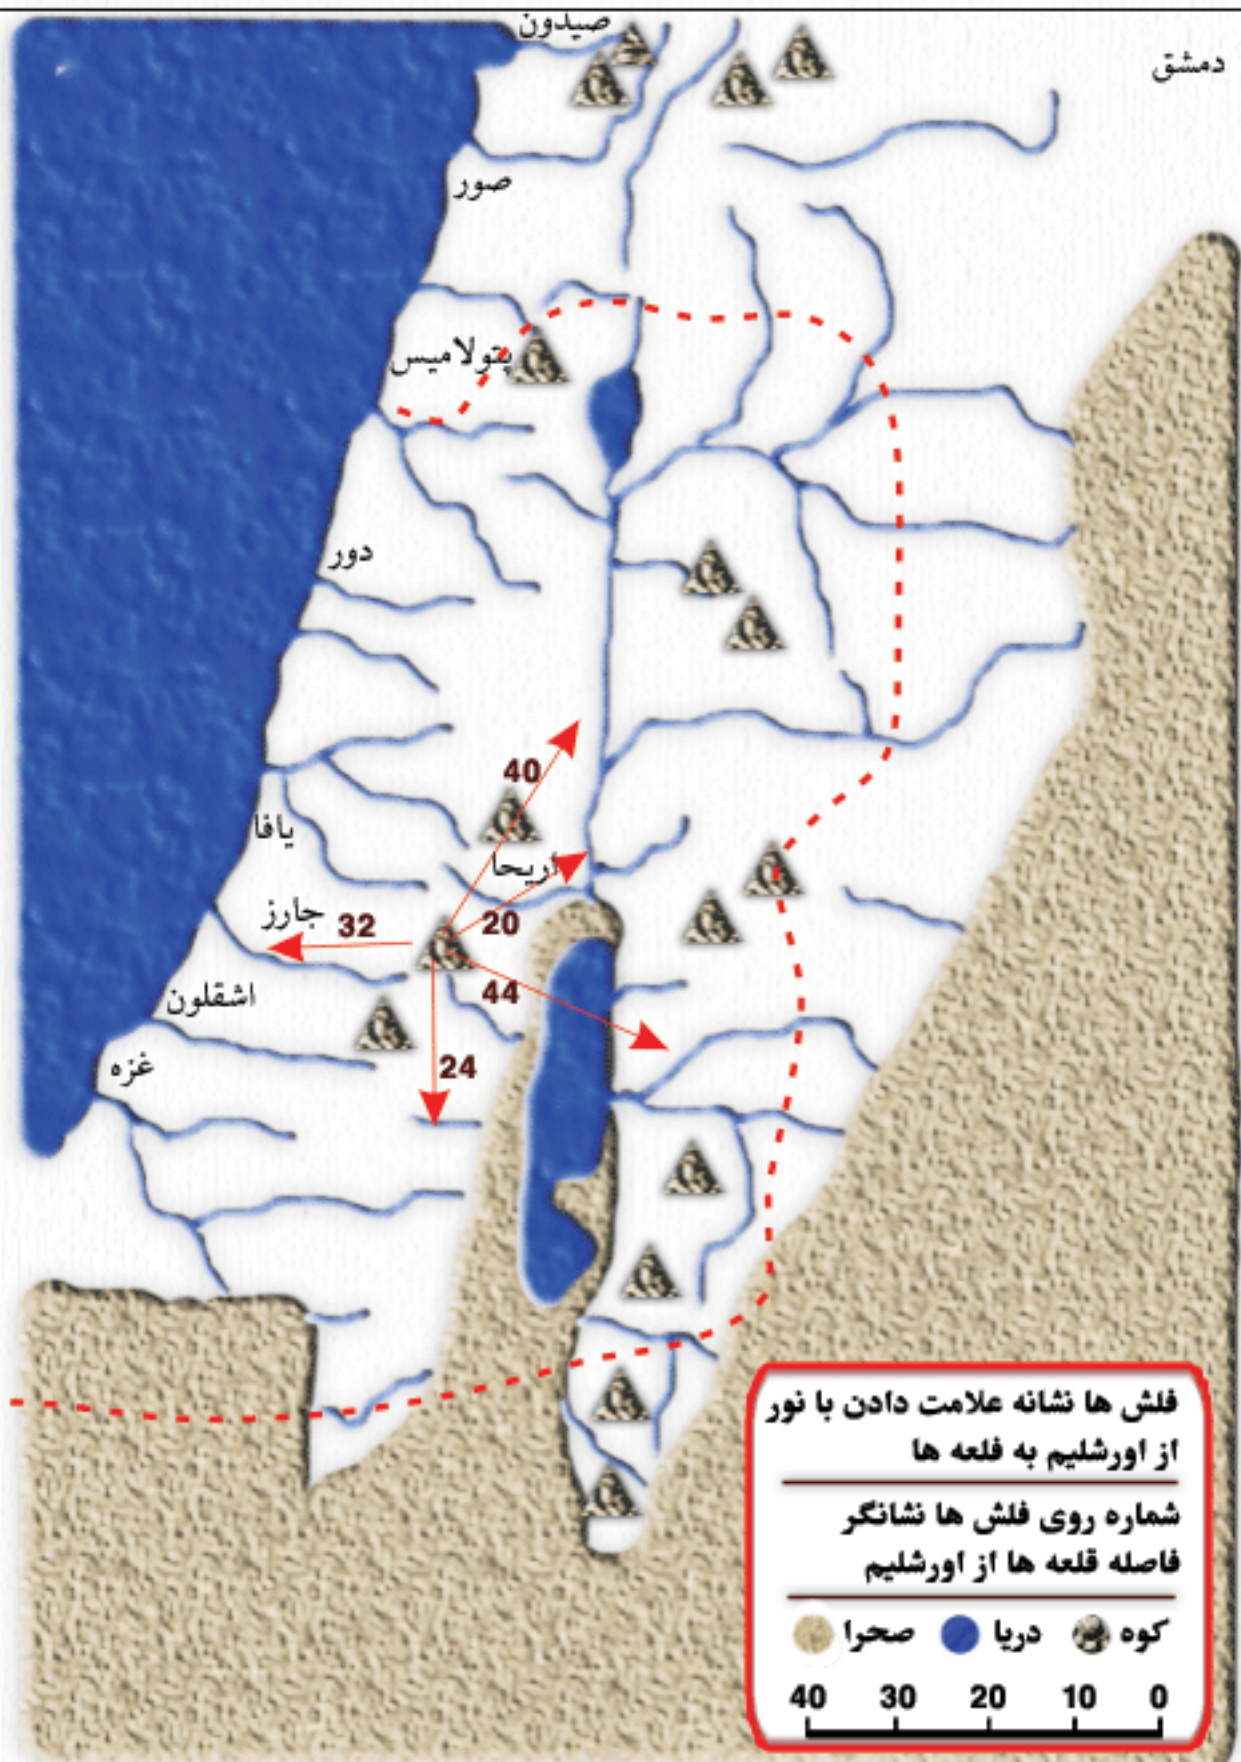 صیدون
دمشق
صور
پتولامیس
دور
40
یافا
اریحا
جارز
32
20
اشقلون
44
غزه
24
فلش ها نشانه علامت دادن با نور
از اورشلیم به فلعه ها
شماره روی فلش ها نشانگر
فاصله قلعه ها از اورشلیم
کوه دریا صحرا
40 30 20 10 0